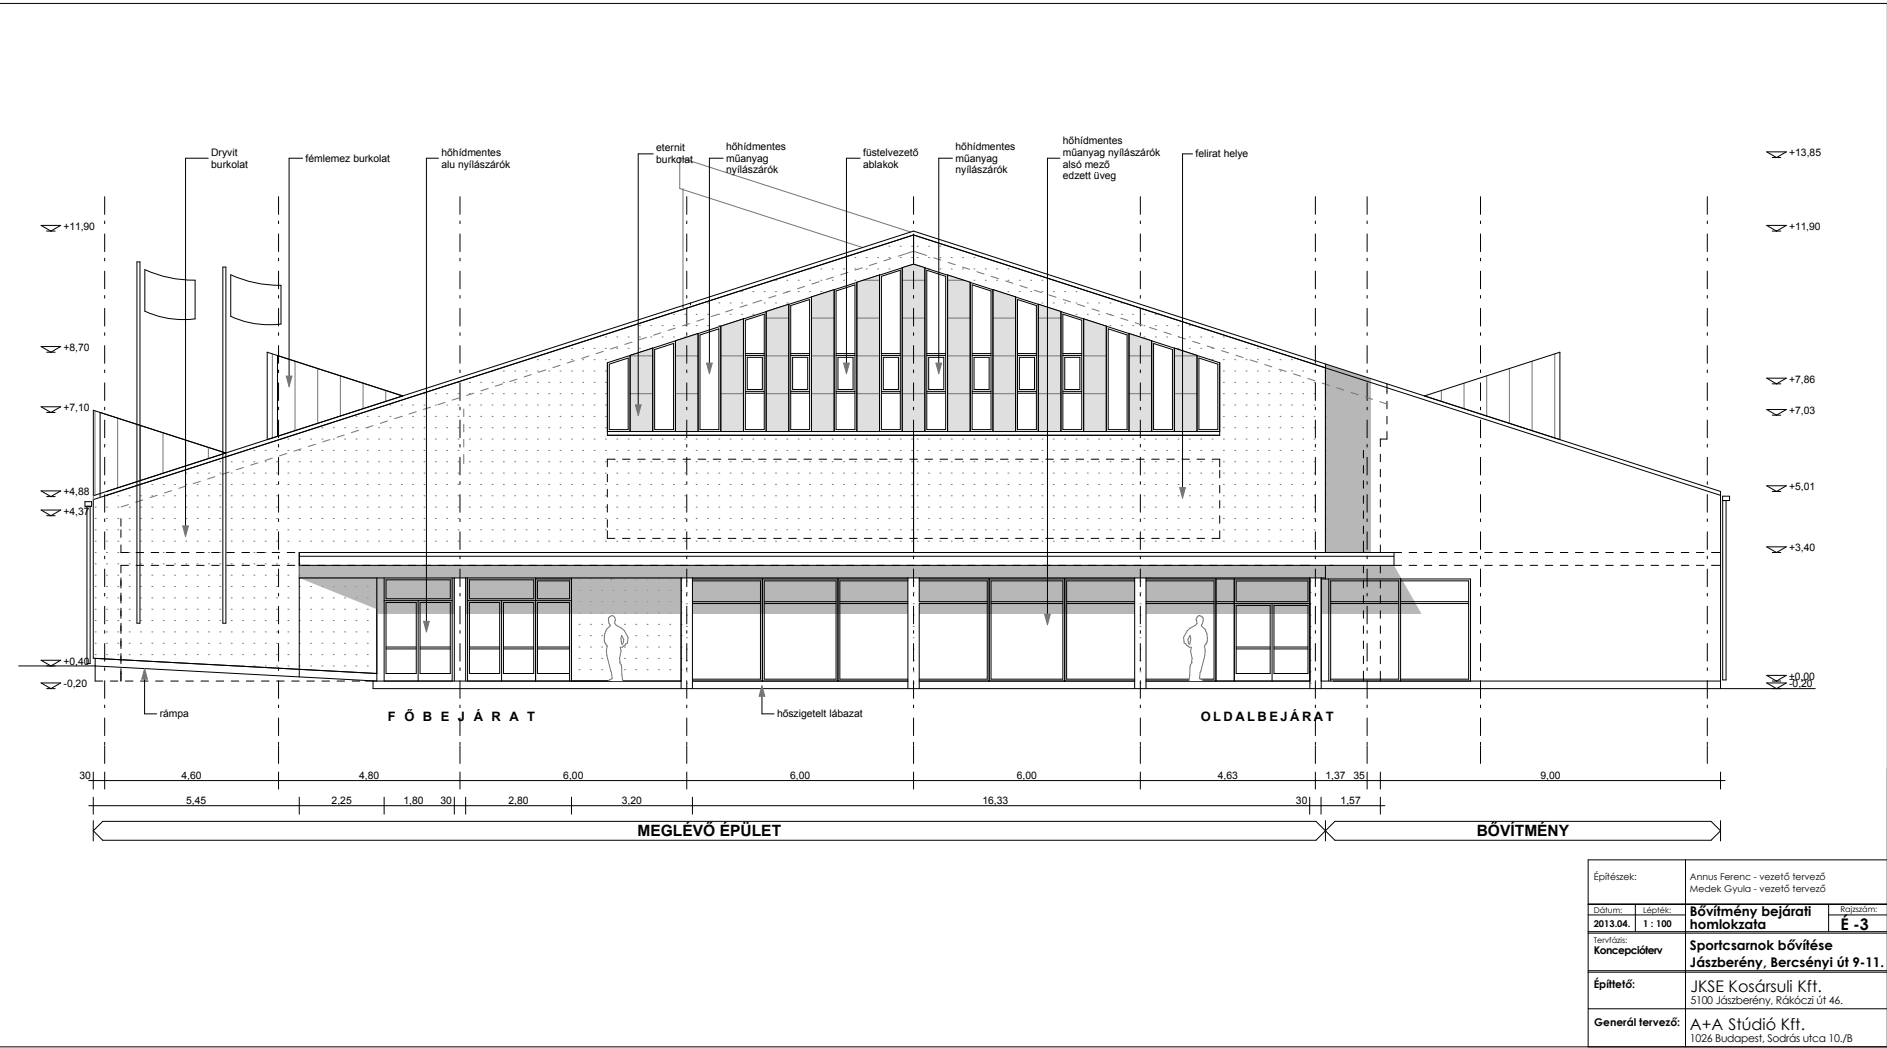 Dryvit
burkolat
fémlemez burkolat
hőhídmentes
alu nyílászárók
eternit
burkolat
hőhídmentes
műanyag
nyílászárók
füstelvezető
ablakok
hőhídmentes
műanyag
nyílászárók
hőhídmentes
műanyag nyílászárók
alsó mező
edzett üveg
felirat helye
+11,90
+8,70
+7,10
+4,88
+4,37
+0,40
-0,20
+13,85
+11,90
+7,86
+7,03
+5,01
+3,40
±0,00
-0,20
rámpa
FŐBEJÁRAT
hőszigetelt lábazat
OLDALBEJÁRAT
30 4,60 4,80 6,00 6,00 6,00 4,63 1,37 35 9,00
5,45 2,25 1,80 30 2,80 3,20 16,33 30 1,57
MEGLÉVŐ ÉPÜLET BŐVÍTMÉNY
Építészek:
Annus Ferenc - vezető tervező
Medek Gyula - vezető tervező
Dátum: Lépték:
2013.04. 1 : 100
Bővítmény bejárati
homlokzata
Rajzszám:
É -3
Tervfázis:
Koncepcióterv
Sportcsarnok bővítése
Jászberény, Bercsényi út 9-11.
Építtető:
JKSE Kosársuli Kft.
5100 Jászberény, Rákóczi út 46.
Generál tervező:
A+A Stúdió Kft.
1026 Budapest, Sodrás utca 10./B